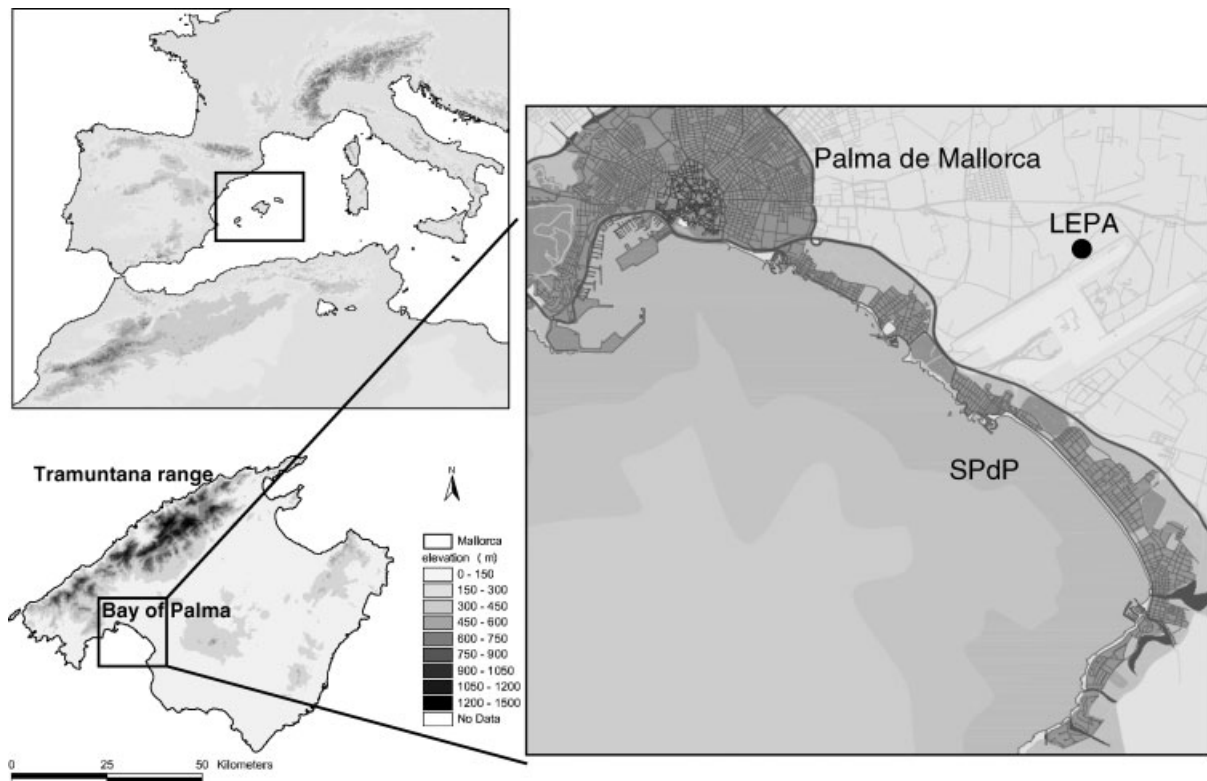 Palma de Mallorca
LEPA
SPdP
Tramuntana range
Bay of Palma
N
Mallorca
elevation ( m)
0 - 150
150 - 300
300 - 450
450 - 600
600 - 750
750 - 900
900 - 1050
1050 - 1200
1200 - 1500
No Data
0 25 50 Kilometers